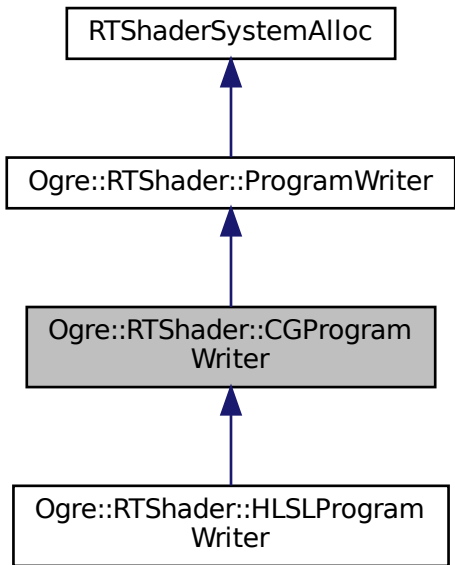 RTShaderSystemAlloc
Ogre::RTShader::ProgramWriter
Ogre::RTShader::CGProgram
Writer
Ogre::RTShader::HLSLProgram
Writer